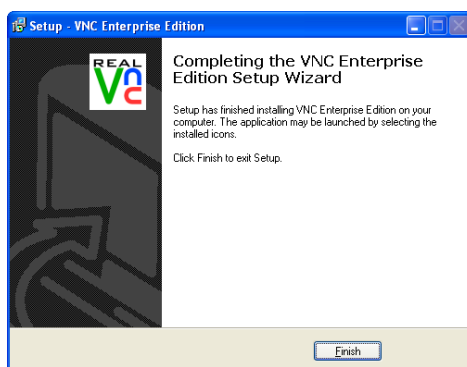 Setup - VNC Enterprise Edition
REAL
VNC
Completing the VNC Enterprise
Edition Setup Wizard
Setup has finished installing VNC Enterprise Edition on your
computer. The application may be launched by selecting the
installed icons.
Click Finish to exit Setup.
Finish